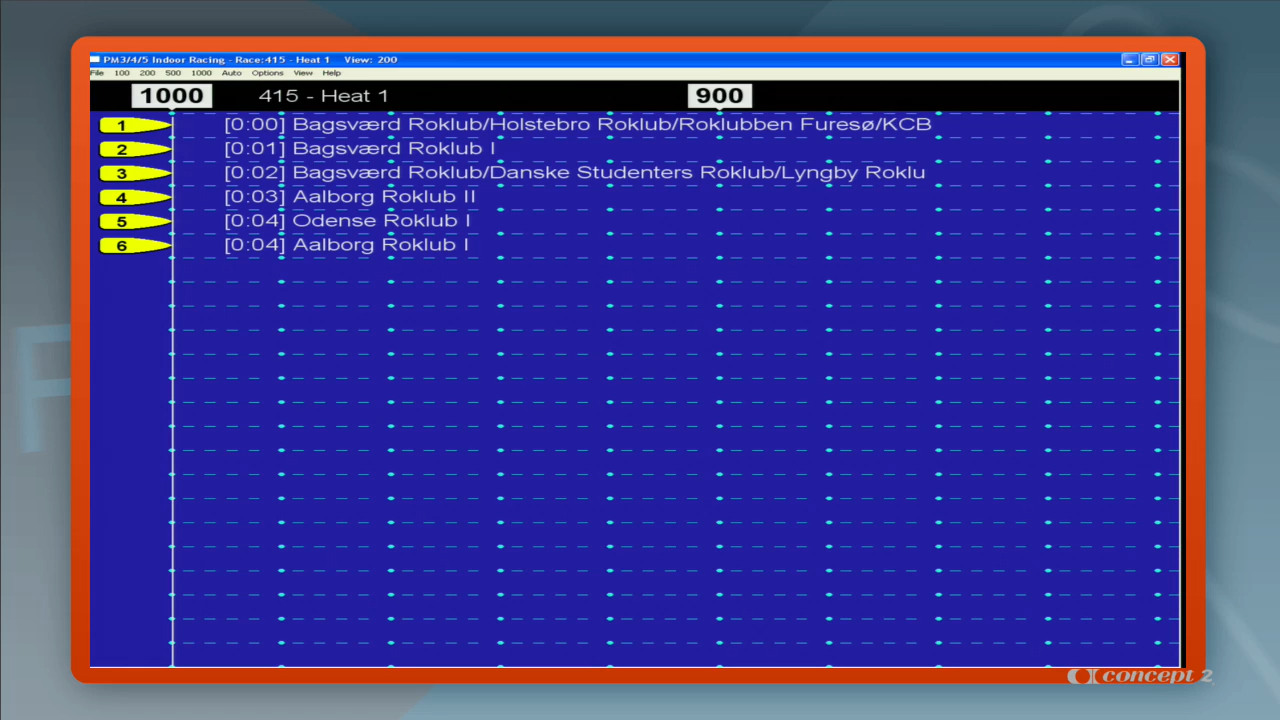 PM3/4/5 Indoor Racing - Race:415 - Heat 1 View: 200
File 100 200 500 1000 Auto Options View Help
1000 415 - Heat 1 900
1 [0:00] Bagsværd Roklub/Holstebro Roklub/Roklubben Furesø/KCB
2 [0:01] Bagsværd Roklub I
3 [0:02] Bagsværd Roklub/Danske Studenters Roklub/Lyngby Roklu
4 [0:03] Aalborg Roklub II
5 [0:04] Odense Roklub I
6 [0:04] Aalborg Roklub I
concept 2